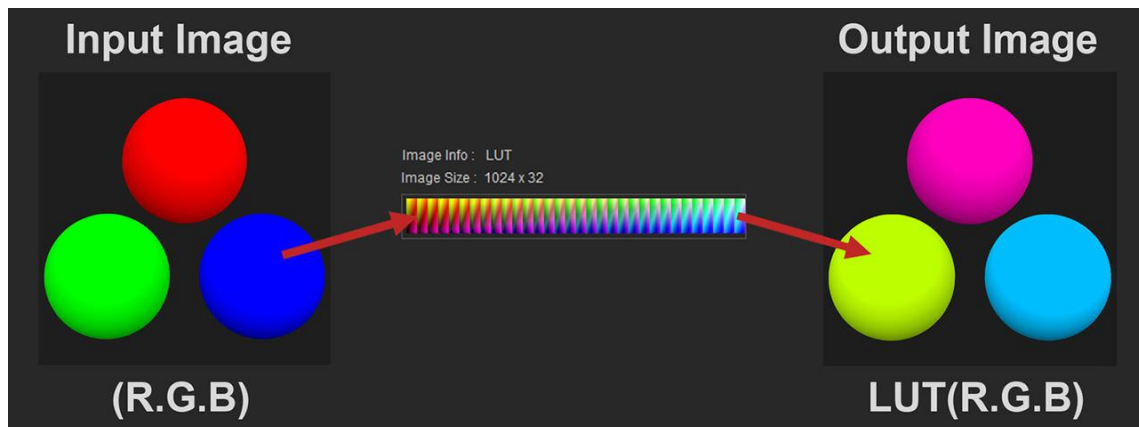 Input Image
Output Image
Image Info : LUT
Image Size : 1024 x 32
(R.G.B)
LUT(R.G.B)